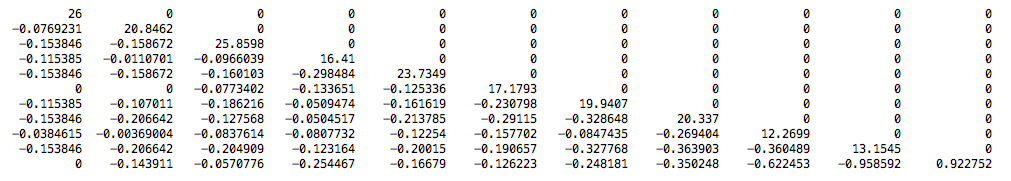 26 0 0 0 0 0 0 0 0 0 0
-0.0769231 20.8462 0 0 0 0 0 0 0 0 0
-0.153846 -0.158672 25.8598 0 0 0 0 0 0 0 0
-0.115385 -0.0110701 -0.0966039 16.41 0 0 0 0 0 0 0
-0.153846 -0.158672 -0.160103 -0.298484 23.7349 0 0 0 0 0 0
0 0 -0.0773402 -0.133651 -0.125336 17.1793 0 0 0 0 0
-0.115385 -0.107011 -0.186216 -0.0509474 -0.161619 -0.230798 19.9407 0 0 0 0
-0.153846 -0.206642 -0.127568 -0.0504517 -0.213785 -0.29115 -0.328648 20.337 0 0 0
-0.0384615 -0.00369004 -0.0837614 -0.0807732 -0.12254 -0.157702 -0.0847435 -0.269404 12.2699 0 0
-0.153846 -0.206642 -0.204909 -0.123164 -0.20015 -0.190657 -0.327768 -0.363903 -0.360489 13.1545 0
0 -0.143911 -0.0570776 -0.254467 -0.16679 -0.126223 -0.248181 -0.350248 -0.622453 -0.958592 0.922752